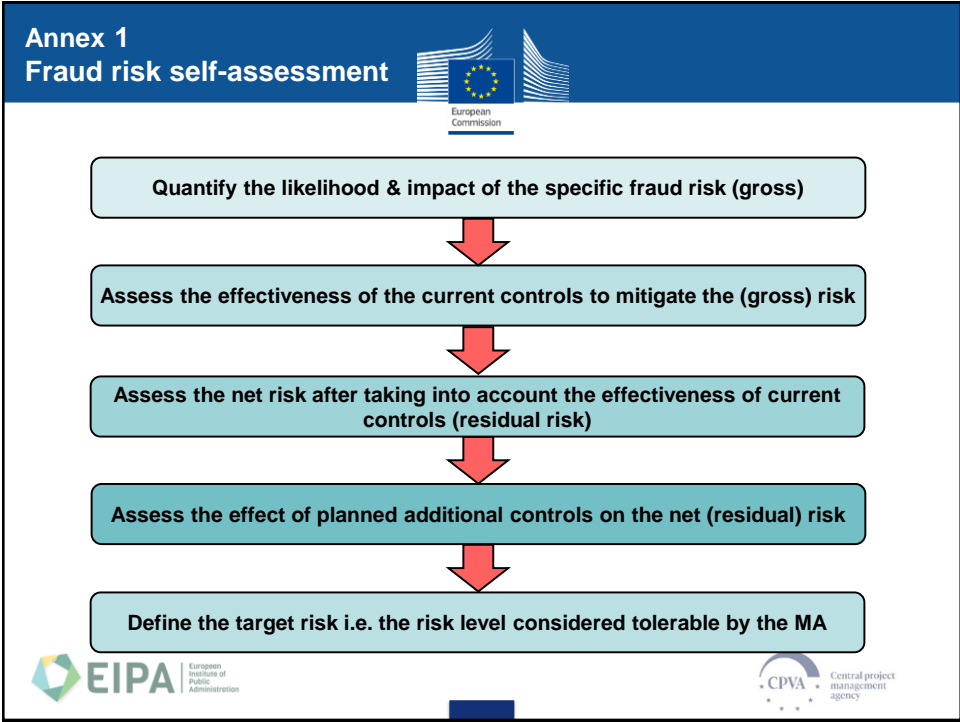 Annex 1
Fraud risk self-assessment
European
Commission
Quantify the likelihood & impact of the specific fraud risk (gross)
Assess the effectiveness of the current controls to mitigate the (gross) risk
Assess the net risk after taking into account the effectiveness of current
controls (residual risk)
Assess the effect of planned additional controls on the net (residual) risk
Define the target risk i.e. the risk level considered tolerable by the MA
EIPA
European
Institute of
Public
Administration
CPVA
Central project
management
agency